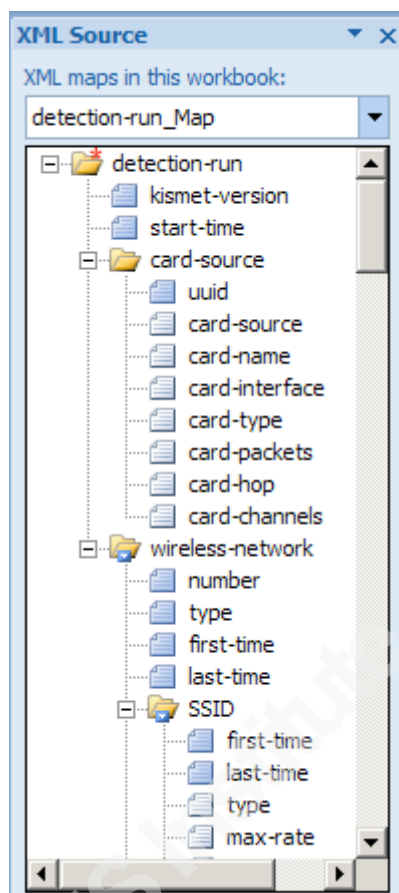 XML Source
XML maps in this workbook:
detection-run_Map
detection-run
kismet-version
start-time
card-source
uuid
card-source
card-name
card-interface
card-type
card-packets
card-hop
card-channels
wireless-network
number
type
first-time
last-time
SSID
first-time
last-time
type
max-rate